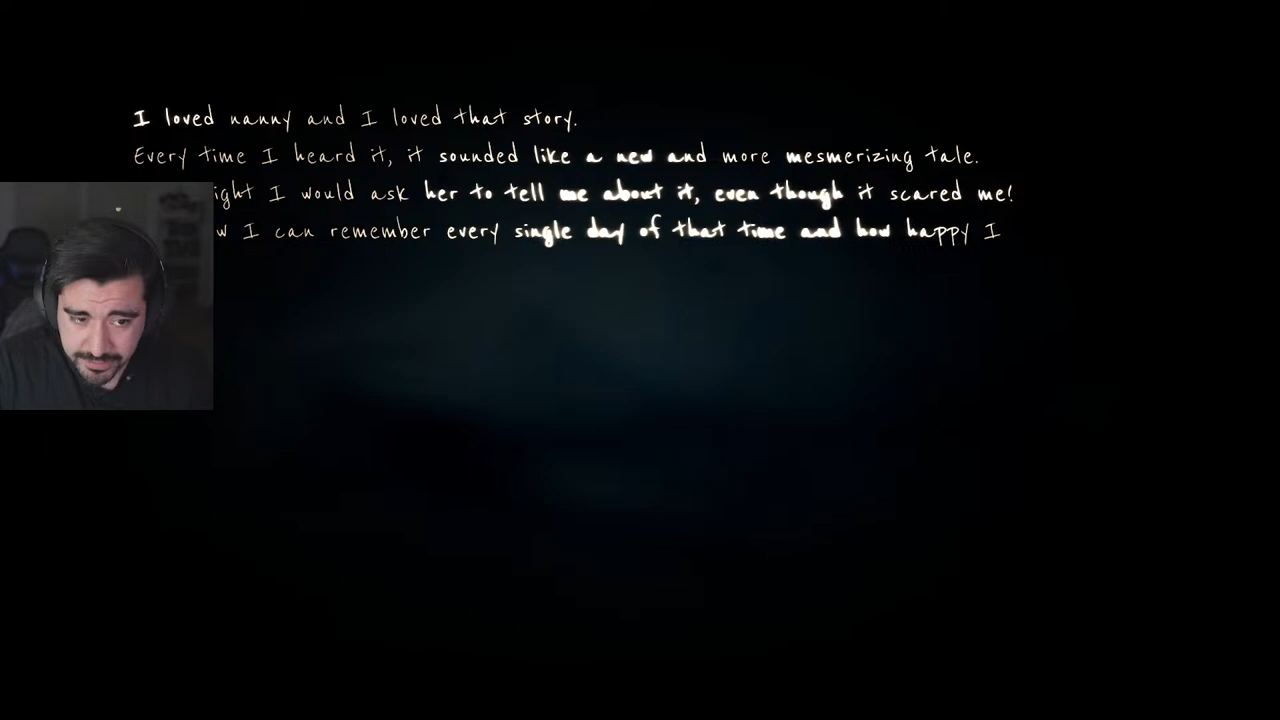 I loved nanny and I loved that story.
Every time I heard it, it sounded like a new and more mesmerizing tale.
ight I would ask her to tell me about it, even though it scared me!
w I can remember every single day of that time and how happy I